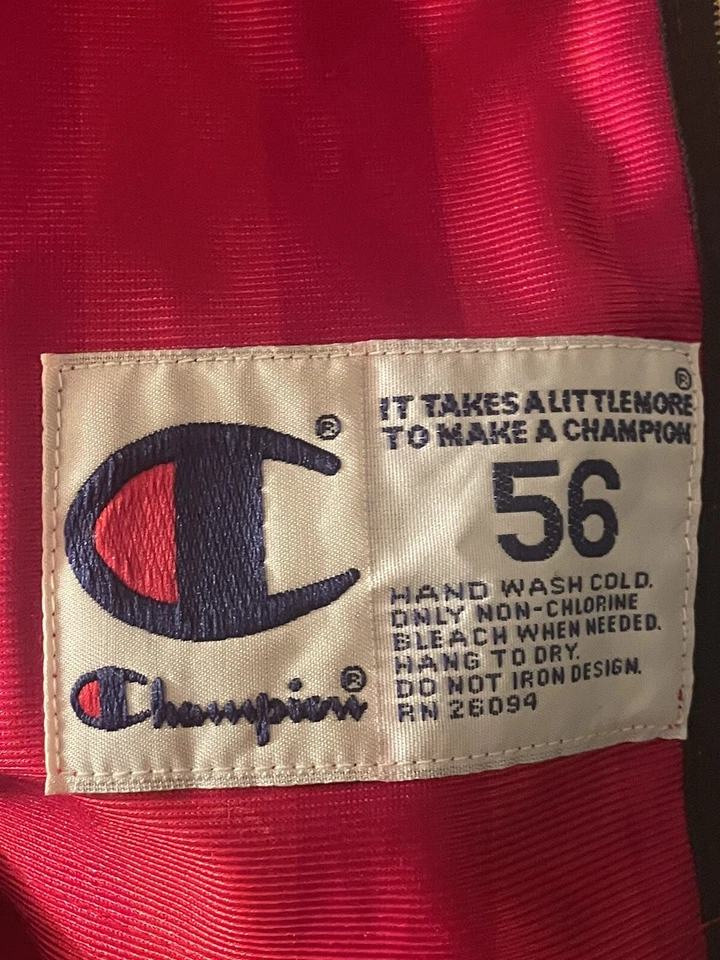 ®
Champion®
®
IT TAKES A LITTLE MORE
TO MAKE A CHAMPION
56
HAND WASH COLD.
ONLY NON-CHLORINE
BLEACH WHEN NEEDED.
HANG TO DRY.
DO NOT IRON DESIGN.
RN 26094